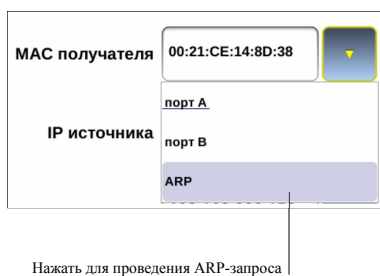 МАС получателя 00:21:CE:14:8D:38
порт A
IP источника
порт B
ARP
Нажать для проведения ARP-запроса